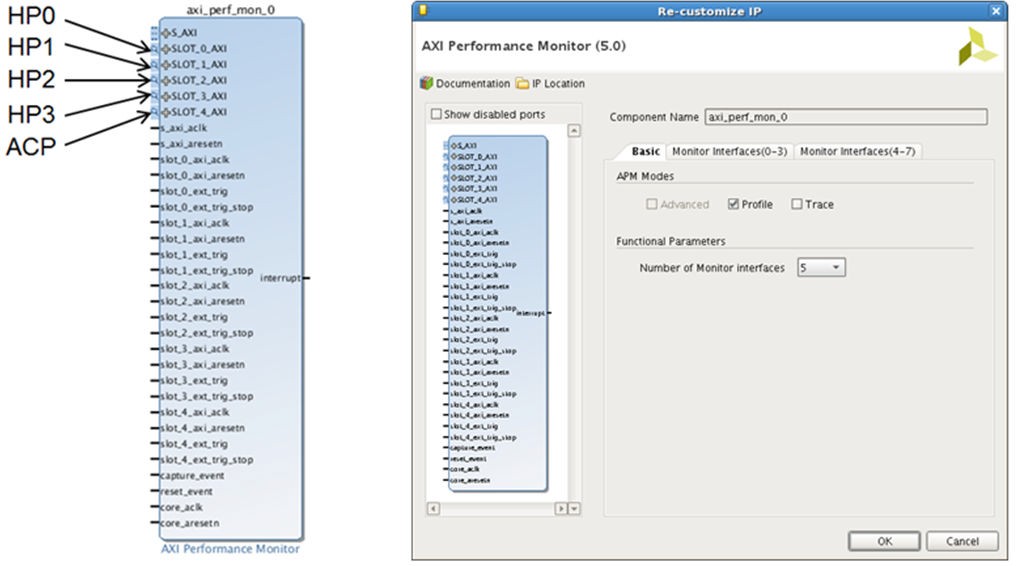 HP0
HP1
HP2
HP3
ACP
axi_perf_mon_0
S_AXI
SLOT_0_AXI
SLOT_1_AXI
SLOT_2_AXI
SLOT_3_AXI
SLOT_4_AXI
s_axi_aclk
s_axi_aresetn
slot_0_axi_aclk
slot_0_axi_aresetn
slot_0_ext_trig
slot_0_ext_trig_stop
slot_1_axi_aclk
slot_1_axi_aresetn
slot_1_ext_trig
slot_1_ext_trig_stop
interrupt
slot_2_axi_aclk
slot_2_axi_aresetn
slot_2_ext_trig
slot_2_ext_trig_stop
slot_3_axi_aclk
slot_3_axi_aresetn
slot_3_ext_trig
slot_3_ext_trig_stop
slot_4_axi_aclk
slot_4_axi_aresetn
slot_4_ext_trig
slot_4_ext_trig_stop
capture_event
reset_event
core_aclk
core_aresetn
AXI Performance Monitor
Re-customize IP
AXI Performance Monitor (5.0)
Documentation IP Location
Show disabled ports
S_AXI
SLOT_0_AXI
SLOT_1_AXI
SLOT_2_AXI
SLOT_3_AXI
SLOT_4_AXI
s_axi_aclk
s_axi_aresetn
slot_0_axi_aclk
slot_0_axi_aresetn
slot_0_ext_trig
slot_0_ext_trig_stop
slot_1_axi_aclk
slot_1_axi_aresetn
slot_1_ext_trig
slot_1_ext_trig_stop
interrupt
slot_2_axi_aclk
slot_2_axi_aresetn
slot_2_ext_trig
slot_2_ext_trig_stop
slot_3_axi_aclk
slot_3_axi_aresetn
slot_3_ext_trig
slot_3_ext_trig_stop
slot_4_axi_aclk
slot_4_axi_aresetn
slot_4_ext_trig
slot_4_ext_trig_stop
capture_event
reset_event
core_aclk
core_aresetn
Component Name axi_perf_mon_0
Basic Monitor Interfaces(0-3) Monitor Interfaces(4-7)
APM Modes
Advanced Profile Trace
Functional Parameters
Number of Monitor interfaces 5
OK Cancel